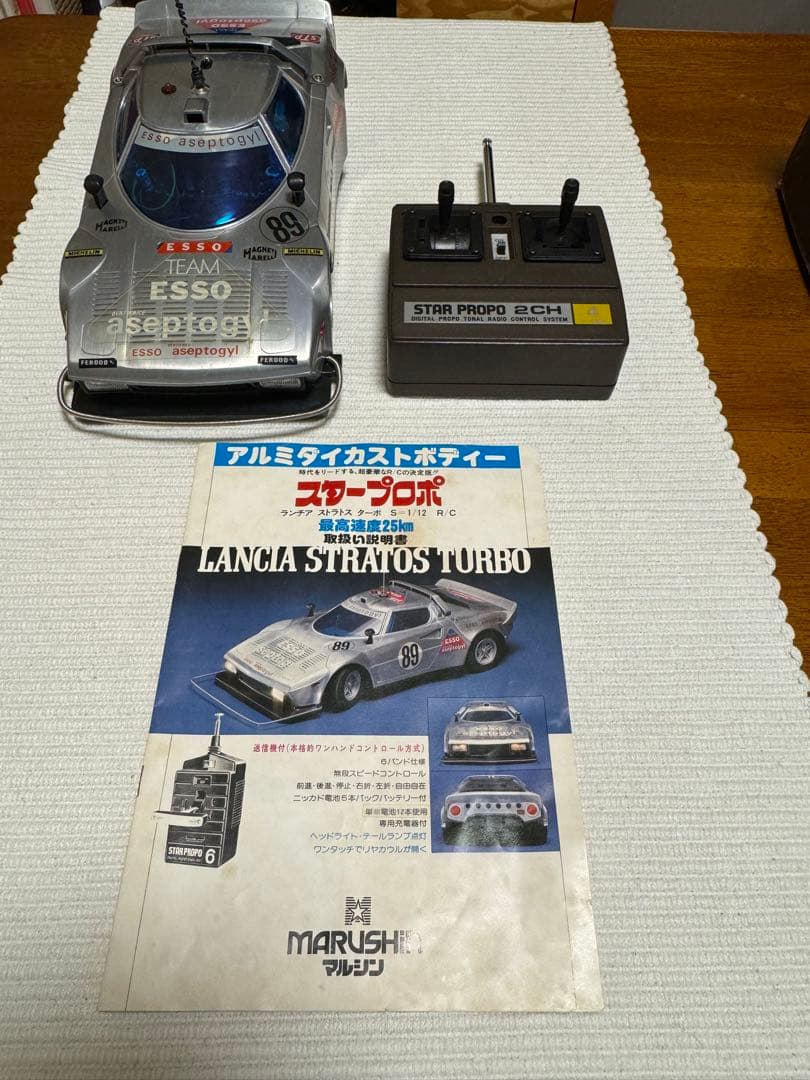 ESSO
STP
ESSO aseptogyl
89
MAGNETI
MARELLI
MAGNETI
MARELLI
MICHELIN
MICHELIN
ESSO
TEAM
ESSO
aseptogyl
ESSO aseptogyl
FERODO
FERODO
STAR PROPO 2CH
4
DIGITAL PROPO TIONAL RADIO CONTROL SYSTEM
アルミダイカストボディー
時代をリードする、超豪華なR/Cの決定版!!
スタープロポ
ランチア ストラトス ターボ S=1/12 R/C
最高速度25km
取扱い説明書
LANCIA STRATOS TURBO
89
89
ESSO
aseptogyl
送信機付(本格的ワンハンドコントロール方式)
6バンド仕様
無段スピードコントロール
前進・後進・停止・右折・左折・自由自在
ニッカド電池5本パックバッテリー付
単三電池12本使用
専用充電器付
ヘッドライト・テールランプ点灯
ワンタッチでリヤカウルが開く
STAR PROPO 6
MARUSHIN
マルシン